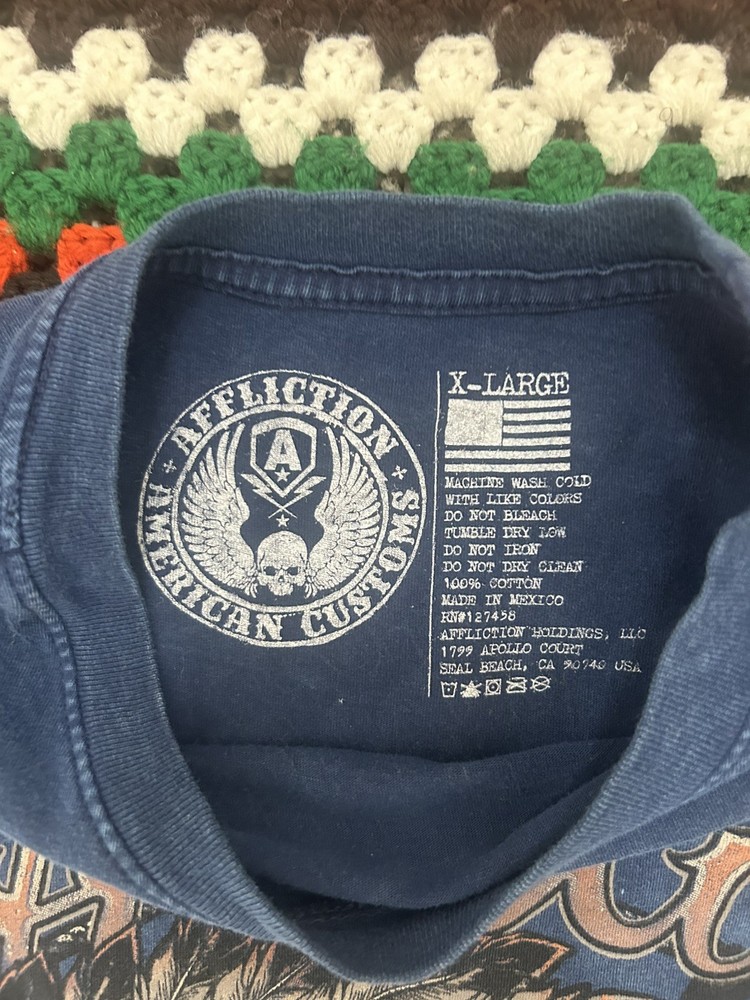 AFFLICTION
A
AMERICAN CUSTOMS
X-LARGE
MACHINE WASH COLD
WITH LIKE COLORS
DO NOT BLEACH
TUMBLE DRY LOW
DO NOT IRON
DO NOT DRY CLEAN
100% COTTON
MADE IN MEXICO
RN#127458
AFFLICTION HOLDINGS, LLC
1799 APOLLO COURT
SEAL BEACH, CA 90740 USA